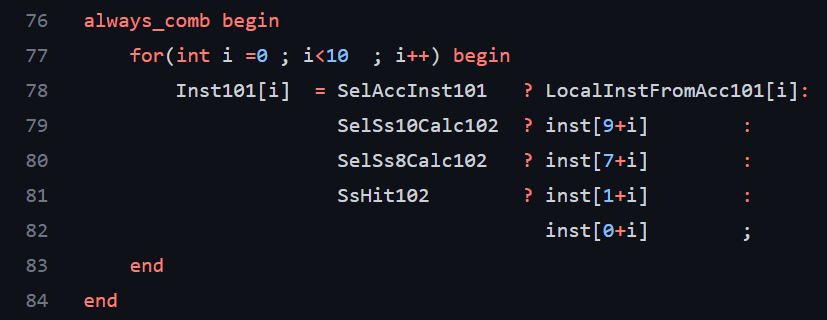 76 always_comb begin
77 for(int i =0 ; i<10 ; i++) begin
78 Inst101[i] = SelAccInst101 ? LocalInstFromAcc101[i]:
79 SelSs10Calc102 ? inst[9+i] :
80 SelSs8Calc102 ? inst[7+i] :
81 SsHit102 ? inst[1+i] :
82 inst[0+i] ;
83 end
84 end